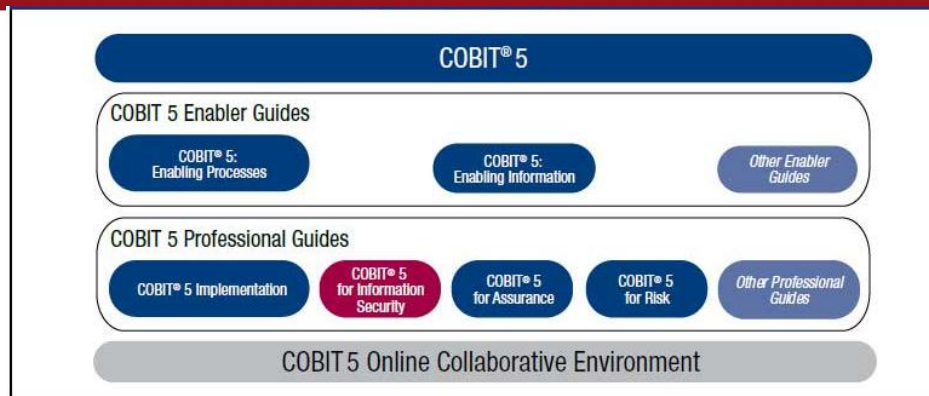 COBIT® 5
COBIT 5 Enabler Guides
COBIT® 5:
Enabling Processes
COBIT® 5:
Enabling Information
Other Enabler
Guides
COBIT 5 Professional Guides
COBIT® 5 Implementation
COBIT® 5
for Information
Security
COBIT® 5
for Assurance
COBIT® 5
for Risk
Other Professional
Guides
COBIT 5 Online Collaborative Environment